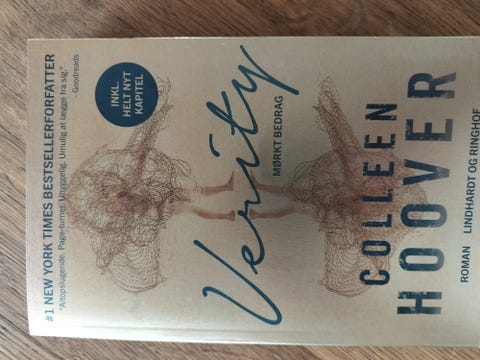 #1 NEW YORK TIMES BESTSELLERFORFATTER
"Altopslugende. Page-turner. Uhyggelig. Umulig at lægge fra sig."
- Goodreads
INKL.
HELT NYT
KAPITEL
Verity
MØRKT BEDRAG
COLLEEN
HOOVER
ROMAN LINDHARDT OG RINGHOF